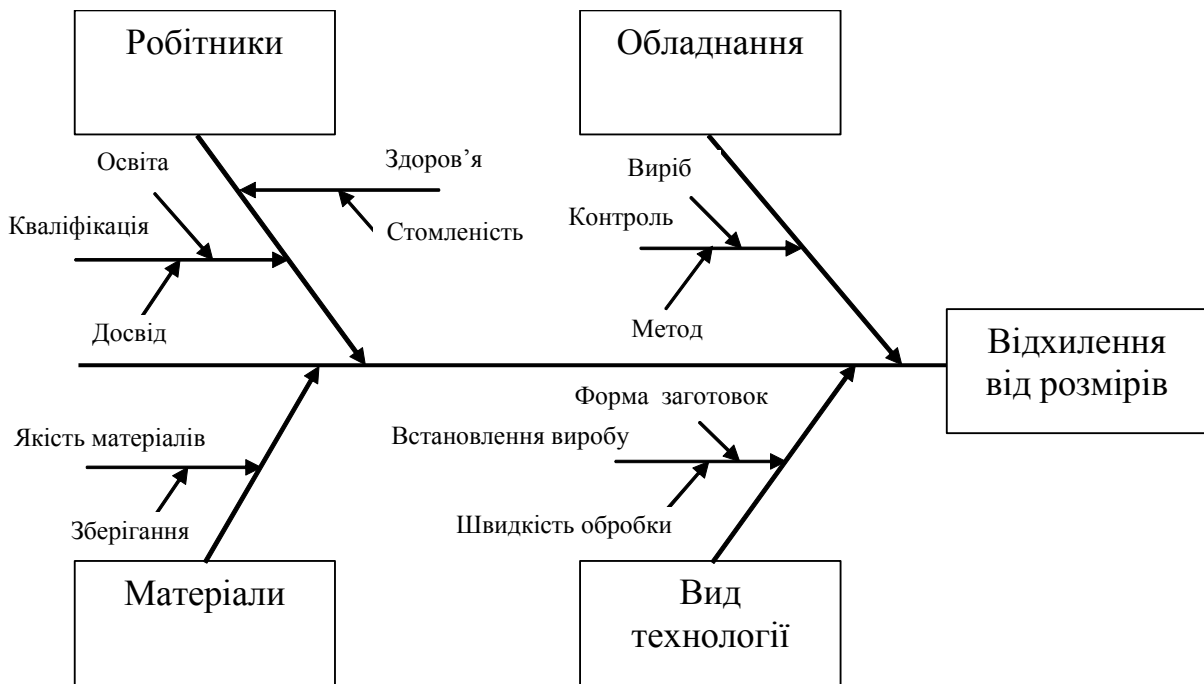 Робітники
Обладнання
Освіта
Здоров’я
Виріб
Кваліфікація
Стомленість
Контроль
Досвід
Метод
Відхилення
від розмірів
Форма заготовок
Якість матеріалів
Встановлення виробу
Зберігання
Швидкість обробки
Матеріали
Вид
технології